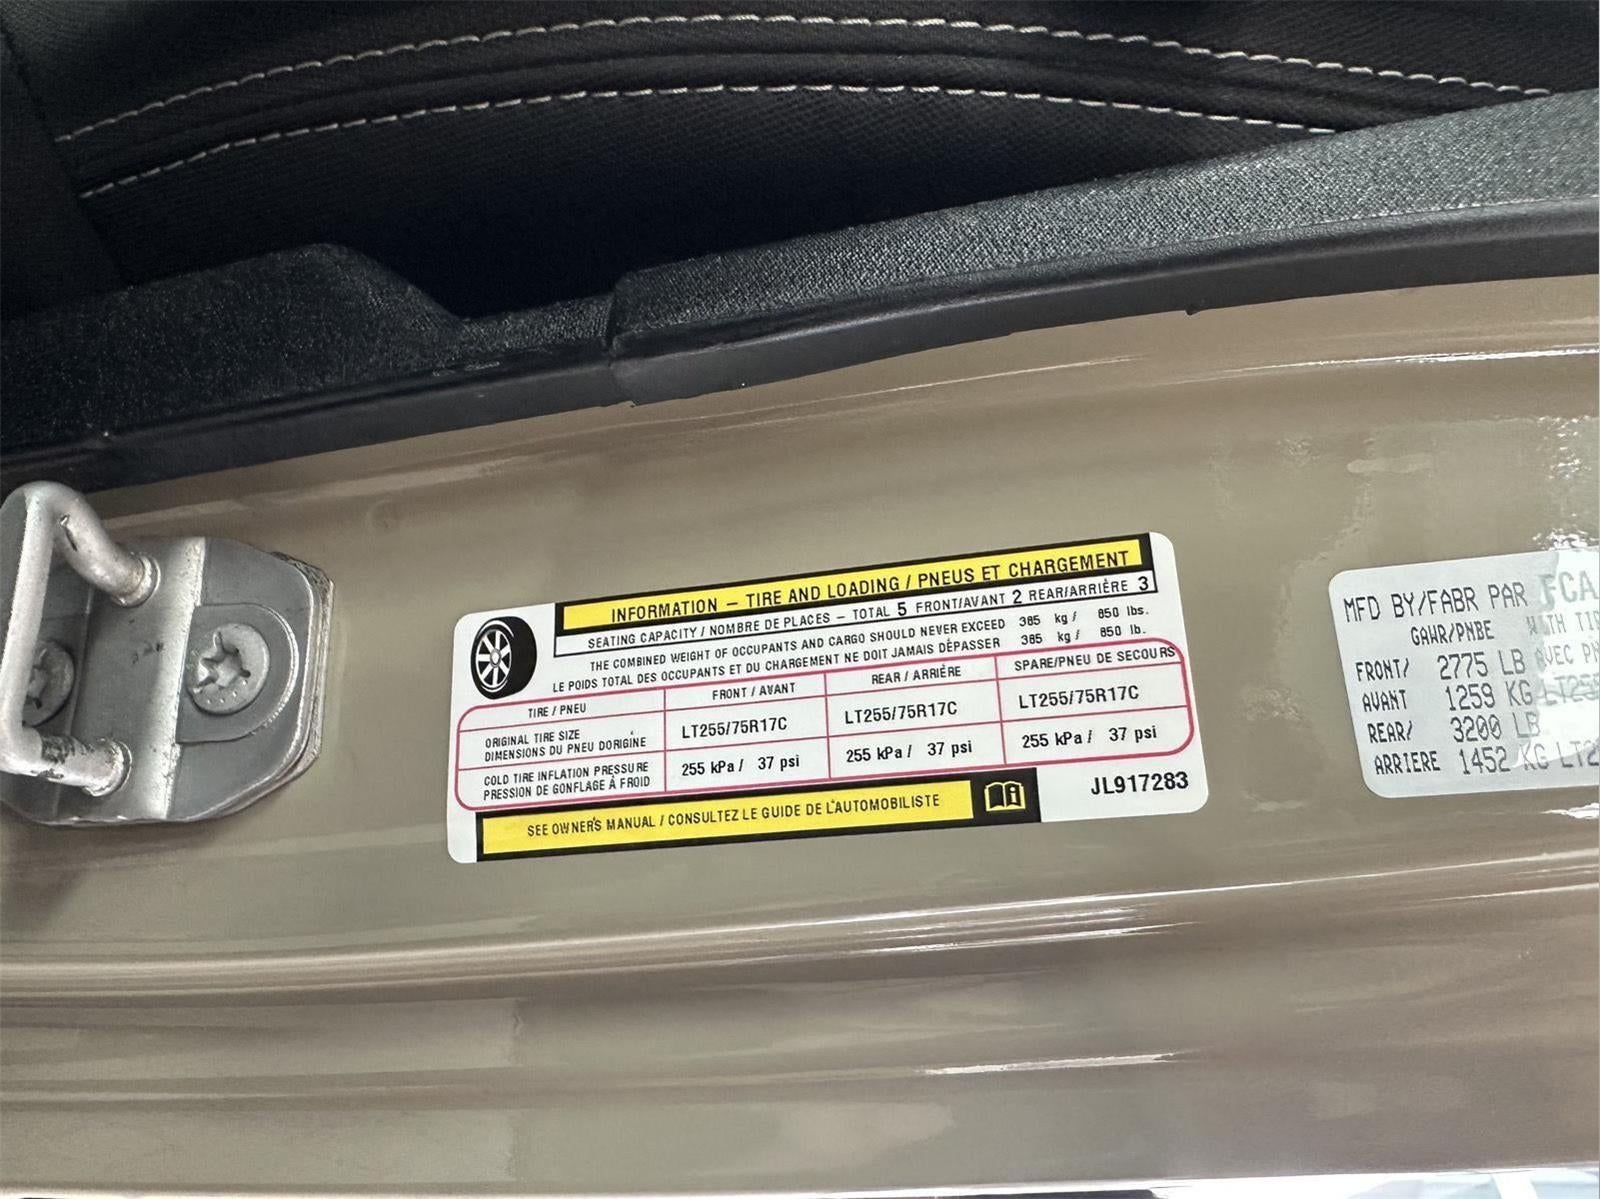 INFORMATION – TIRE AND LOADING / PNEUS ET CHARGEMENT
SEATING CAPACITY / NOMBRE DE PLACES – TOTAL 5 FRONT/AVANT 2 REAR/ARRIÈRE 3
THE COMBINED WEIGHT OF OCCUPANTS AND CARGO SHOULD NEVER EXCEED 385 kg / 850 lbs.
LE POIDS TOTAL DES OCCUPANTS ET DU CHARGEMENT NE DOIT JAMAIS DÉPASSER 385 kg / 850 lb.
TIRE / PNEU FRONT / AVANT REAR / ARRIÈRE SPARE/PNEU DE SECOURS
ORIGINAL TIRE SIZE
DIMENSIONS DU PNEU DORIGINE LT255/75R17C LT255/75R17C LT255/75R17C
COLD TIRE INFLATION PRESSURE
PRESSION DE GONFLAGE À FROID 255 kPa / 37 psi 255 kPa / 37 psi 255 kPa / 37 psi
SEE OWNER'S MANUAL / CONSULTEZ LE GUIDE DE L'AUTOMOBILISTE
JL917283
MFD BY/FABR PAR FCA
GAWR/PNBE
FRONT/ 2775 LB AVEC
AVANT 1259 KG
REAR/ 3200 LB
ARRIERE 1452 KG